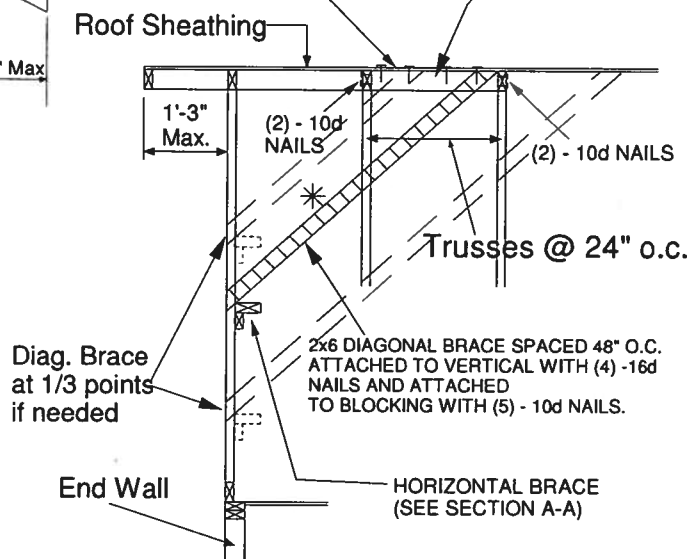 Roof Sheathing
" Max
1'-3"
Max.
(2) - 10d
NAILS
(2) - 10d NAILS
Trusses @ 24" o.c.
2x6 DIAGONAL BRACE SPACED 48" O.C.
ATTACHED TO VERTICAL WITH (4) -16d
NAILS AND ATTACHED
TO BLOCKING WITH (5) - 10d NAILS.
Diag. Brace
at 1/3 points
if needed
End Wall
HORIZONTAL BRACE
(SEE SECTION A-A)